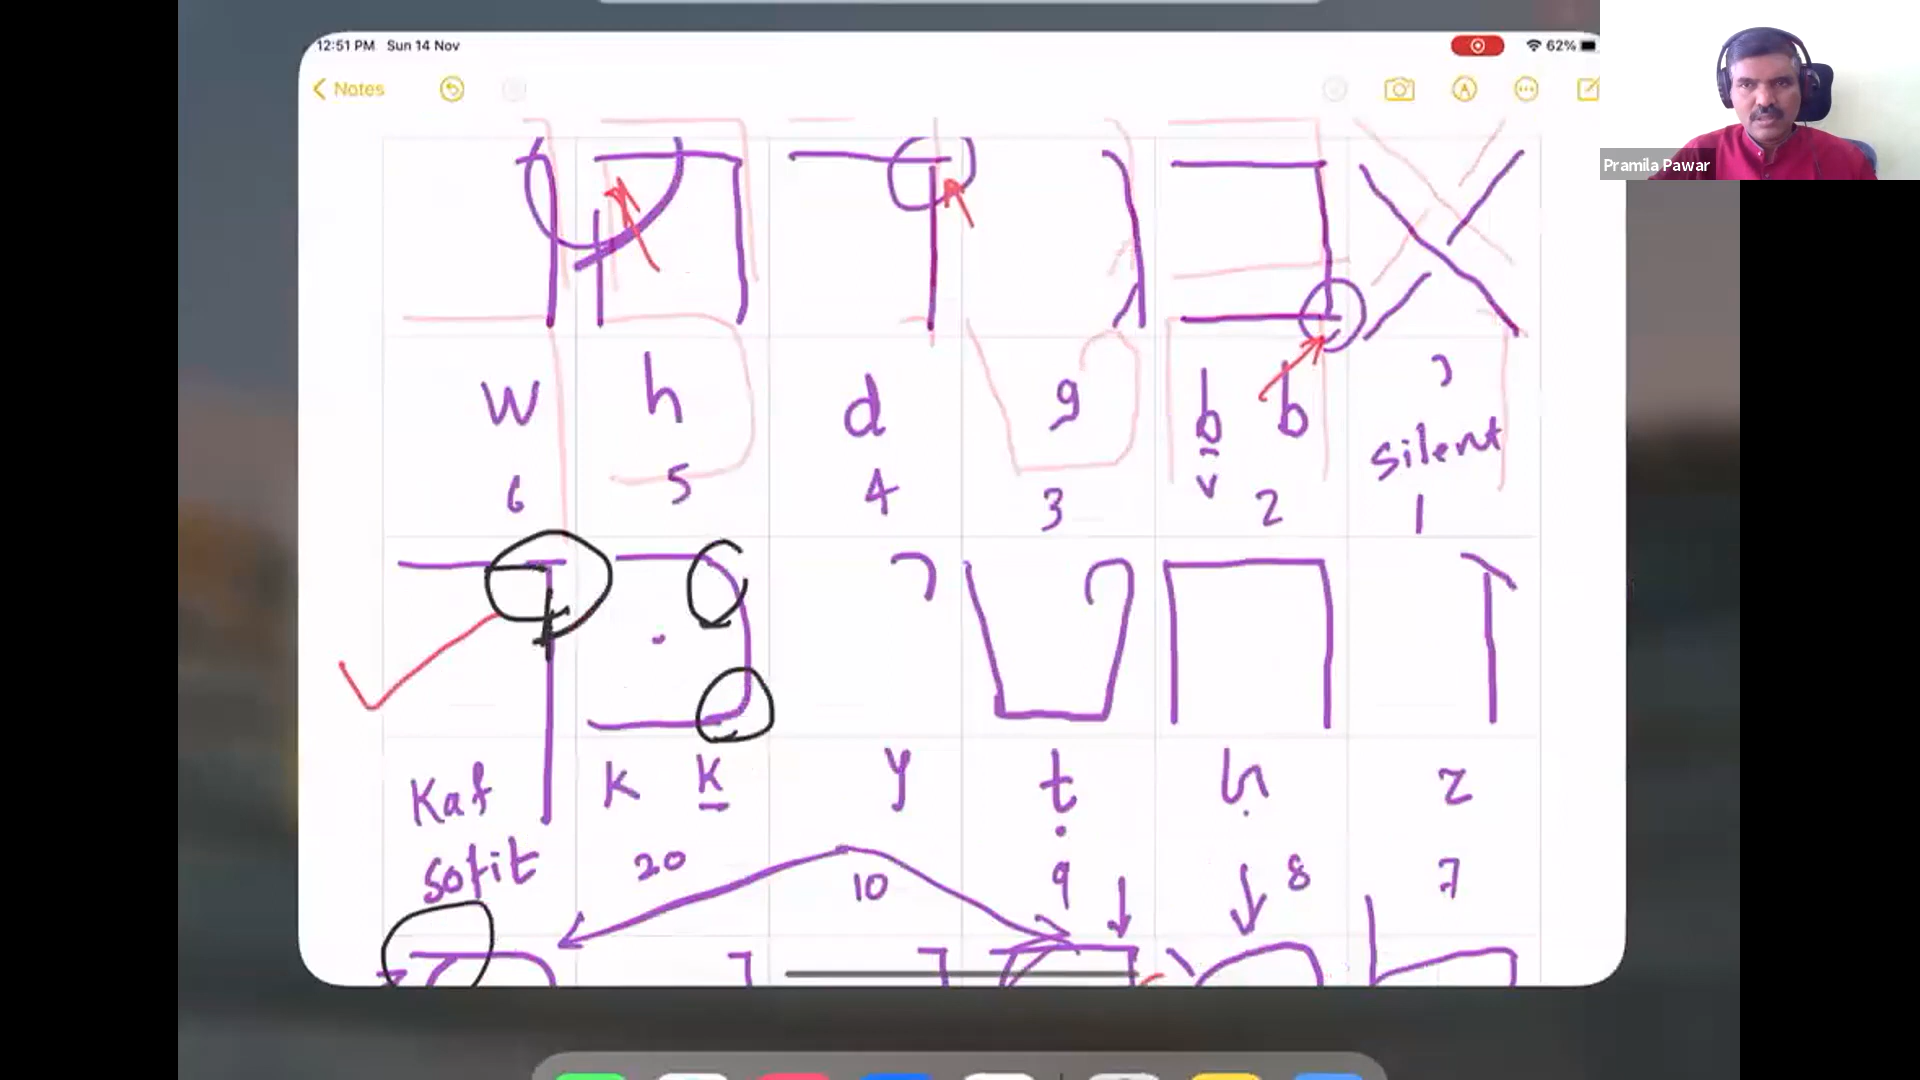 12:51 PM Sun 14 Nov
62%
Notes
Pramila Pawar
ו ה ד ג ב א
w h d g b b ʾ
v silent
6 5 4 3 2 1
ך כּ י ט ח ז
Kaf k ḵ y ṭ ḥ z
sofit 20 10 9 8 7